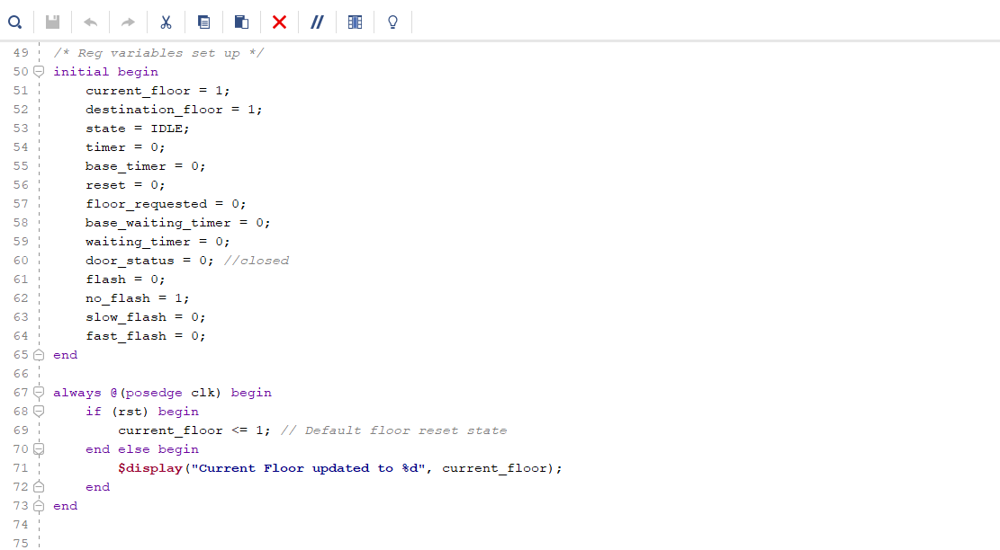 49 /* Reg variables set up */
50 initial begin
51     current_floor = 1;
52     destination_floor = 1;
53     state = IDLE;
54     timer = 0;
55     base_timer = 0;
56     reset = 0;
57     floor_requested = 0;
58     base_waiting_timer = 0;
59     waiting_timer = 0;
60     door_status = 0; //closed
61     flash = 0;
62     no_flash = 1;
63     slow_flash = 0;
64     fast_flash = 0;
65 end
66
67 always @(posedge clk) begin
68     if (rst) begin
69         current_floor <= 1; // Default floor reset state
70     end else begin
71         $display("Current Floor updated to %d", current_floor);
72     end
73 end
74
75